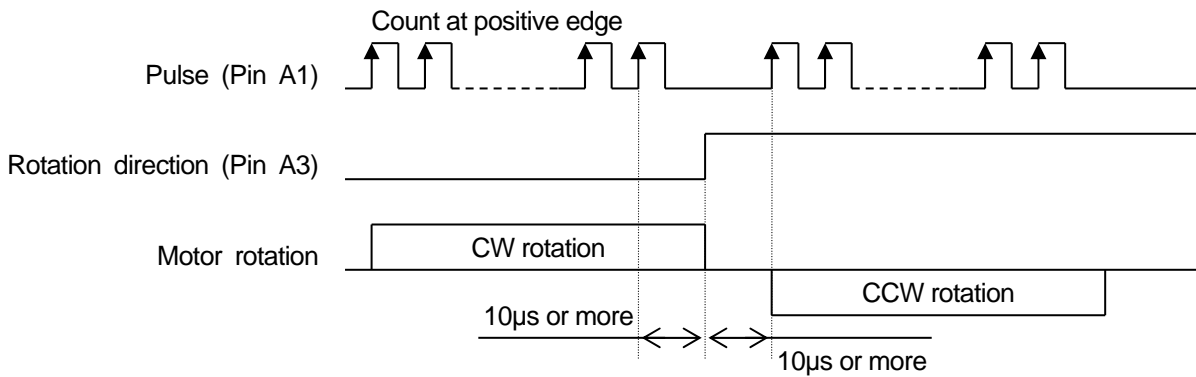 Count at positive edge
Pulse (Pin A1)
Rotation direction (Pin A3)
Motor rotation
CW rotation
CCW rotation
10µs or more
10µs or more